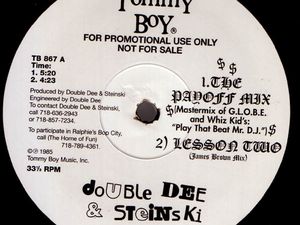 Tommy
BOY®
FOR PROMOTIONAL USE ONLY
NOT FOR SALE
TB 867 A
Time:
1. 5:20
2. 4:23
Produced by Double Dee & Steinski
Engineered by Double Dee
To contact Double Dee & Steinski,
call 718-636-2943
or 718-857-7234.
To participate in Ralphie's Bop City,
call (The Home of Fun)
718-789-4361.
℗ © 1985
Tommy Boy Music, Inc.
33⅓ RPM
$ $
1. THE
PAYOFF MIX
$ (Mastermix of G.L.O.B.E. $
and Whiz Kid's:
"Play That Beat Mr. D.J.")
$ $
2) LESSON TWO
(James Brown Mix)
DOUBLE DEE
& STEINSKI